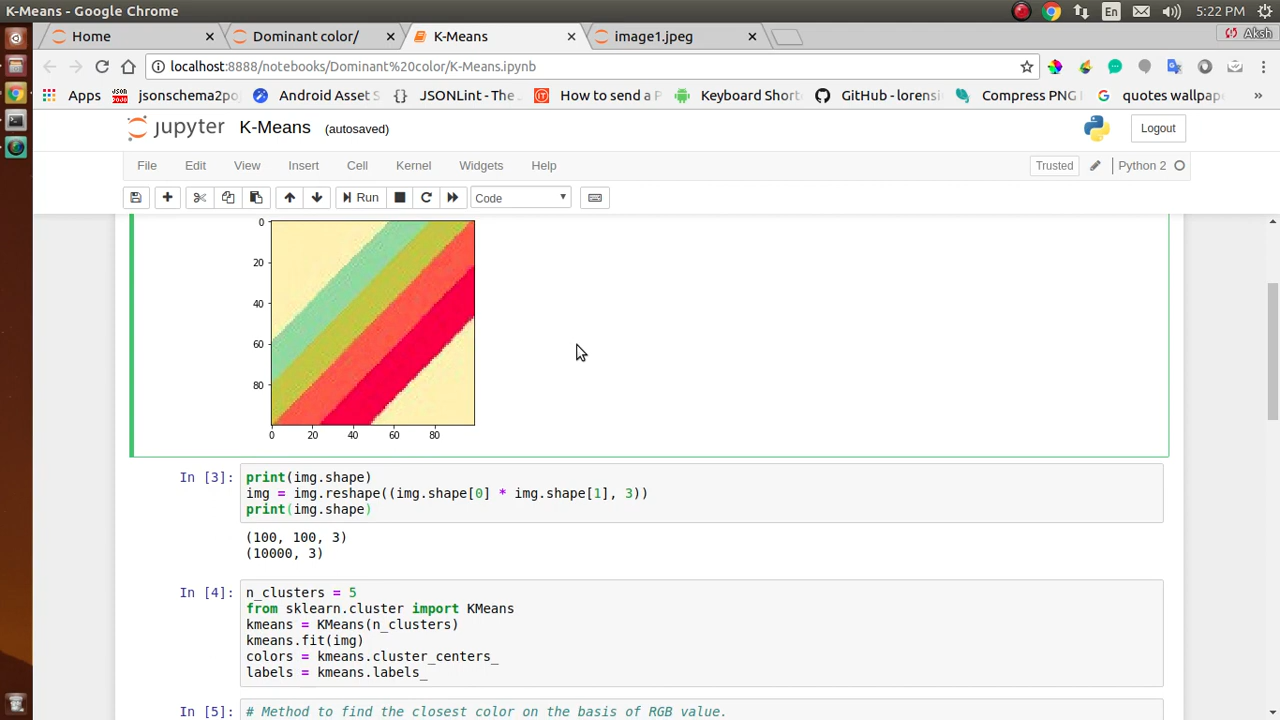 K-Means - Google Chrome
En
5:22 PM
Home
Dominant color/
K-Means
image1.jpeg
Aksh
localhost:8888/notebooks/Dominant%20color/K-Means.ipynb
Apps
jsonschema2po
Android Asset S
{} JSONLint - The
How to send a P
Keyword Short
GitHub - lorensi
Compress PNG
quotes wallpap
»
jupyter
K-Means
(autosaved)
Logout
File
Edit
View
Insert
Cell
Kernel
Widgets
Help
Trusted
Python 2
Run
Code
0
20
40
60
80
0 20 40 60 80
In [3]:
print(img.shape)
img = img.reshape((img.shape[0] * img.shape[1], 3))
print(img.shape)
(100, 100, 3)
(10000, 3)
In [4]:
n_clusters = 5
from sklearn.cluster import KMeans
kmeans = KMeans(n_clusters)
kmeans.fit(img)
colors = kmeans.cluster_centers_
labels = kmeans.labels_
In [5]:
# Method to find the closest color on the basis of RGB value.